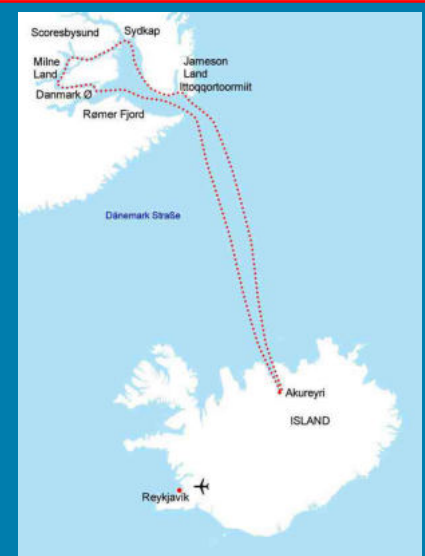 Scoresbysund
Sydkap
Milne
Land
Jameson
Land
Ittoqqortoormiit
Danmark Ø
Rømer Fjord
Dänemark Straße
Akureyri
ISLAND
Reykjavik